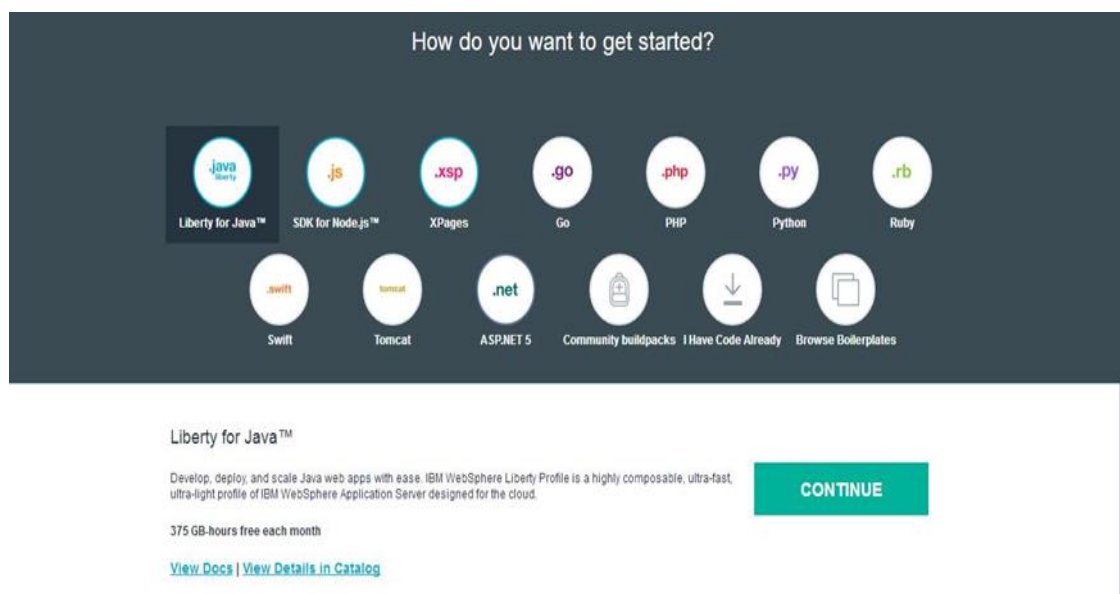 How do you want to get started?
.java
liberty
.js
.xsp
.go
.php
.py
.rb
Liberty for Java™
SDK for Node.js™
XPages
Go
PHP
Python
Ruby
.swift
tomcat
.net
Swift
Tomcat
ASP.NET 5
Community buildpacks
I Have Code Already
Browse Boilerplates
Liberty for Java™
Develop, deploy, and scale Java web apps with ease. IBM WebSphere Liberty Profile is a highly composable, ultra-fast,
ultra-light profile of IBM WebSphere Application Server designed for the cloud.
CONTINUE
375 GB-hours free each month
View Docs | View Details in Catalog